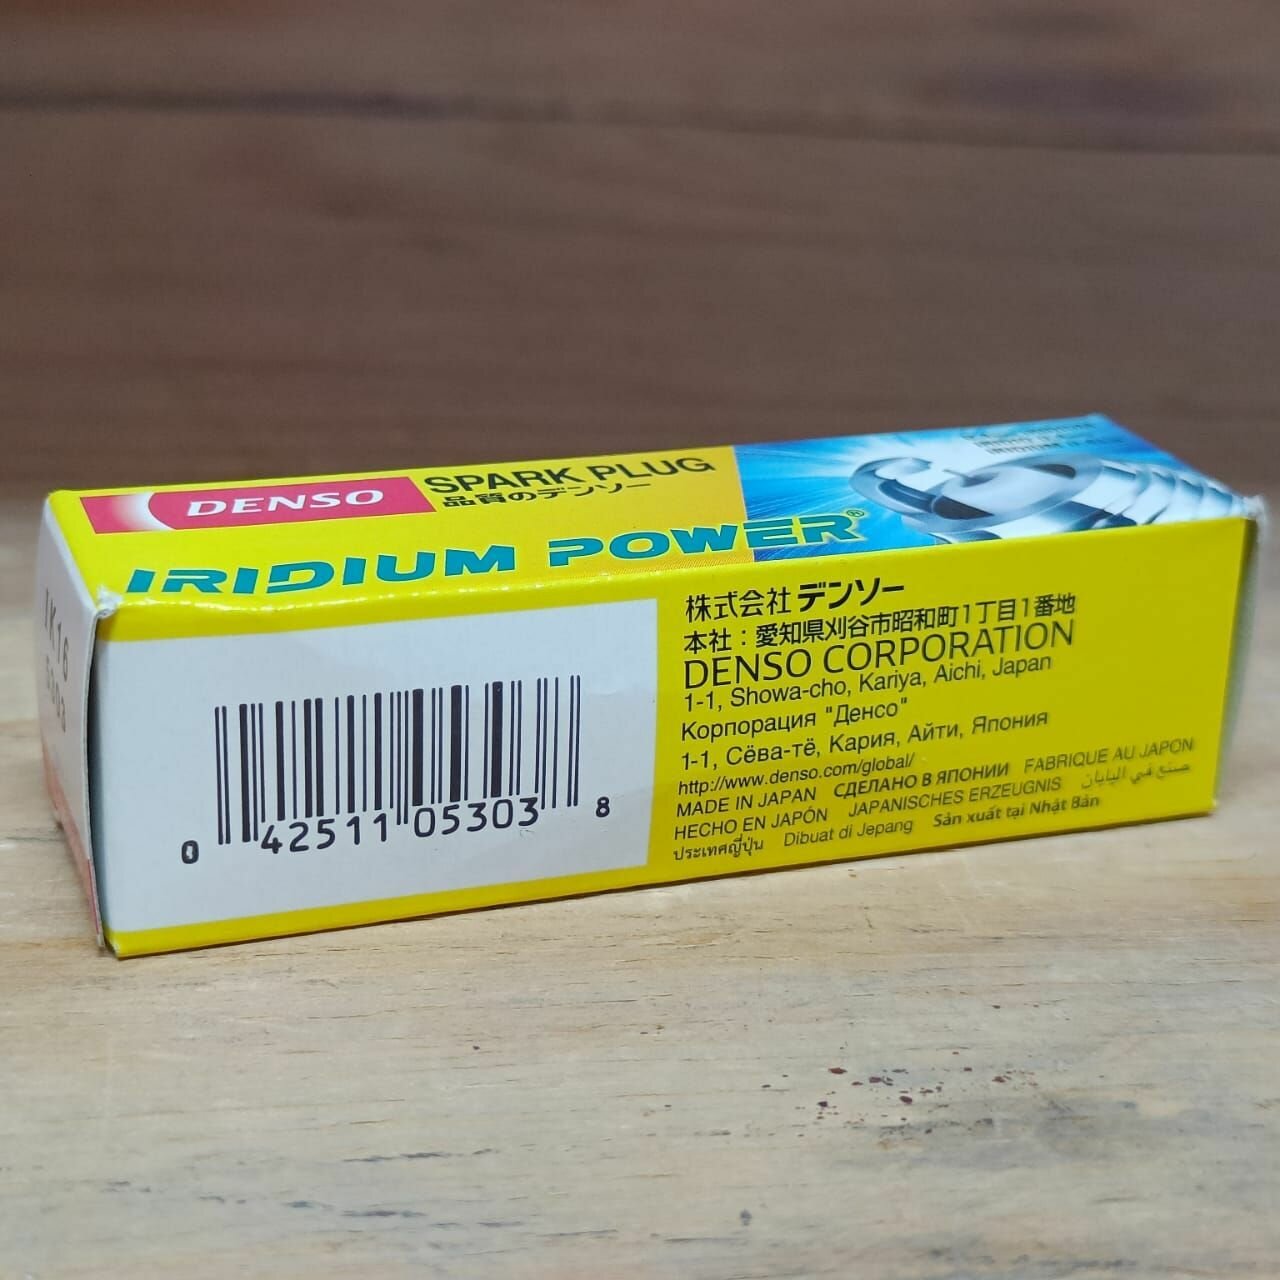 DENSO
SPARK PLUG
品質のデンソー
IRIDIUM POWER®
IK16
5303
0 42511 05303 8
株式会社 デンソー
本社：愛知県刈谷市昭和町1丁目1番地
DENSO CORPORATION
1-1, Showa-cho, Kariya, Aichi, Japan
Корпорация "Денсо"
1-1, Сёва-тё, Кария, Айти, Япония
http://www.denso.com/global/
MADE IN JAPAN СДЕЛАНО В ЯПОНИИ FABRIQUE AU JAPON
HECHO EN JAPÓN JAPANISCHES ERZEUGNIS صنع في اليابان
ประเทศญี่ปุ่น Dibuat di Jepang Sản xuất tại Nhật Bản